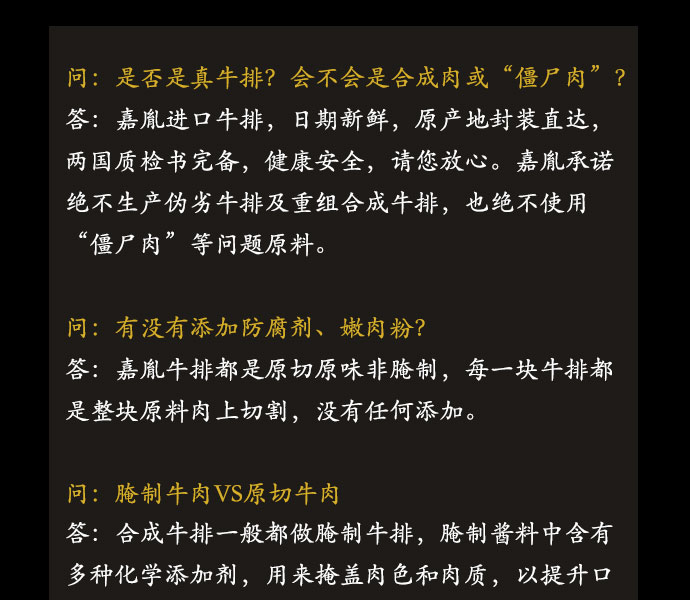 问：是否是真牛排？会不会是合成肉或“僵尸肉”？
答：嘉胤进口牛排，日期新鲜，原产地封装直达，
两国质检书完备，健康安全，请您放心。嘉胤承诺
绝不生产伪劣牛排及重组合成牛排，也绝不使用
“僵尸肉”等问题原料。
问：有没有添加防腐剂、嫩肉粉？
答：嘉胤牛排都是原切原味非腌制，每一块牛排都
是整块原料肉上切割，没有任何添加。
问：腌制牛肉VS原切牛肉
答：合成牛排一般都做腌制牛排，腌制酱料中含有
多种化学添加剂，用来掩盖肉色和肉质，以提升口